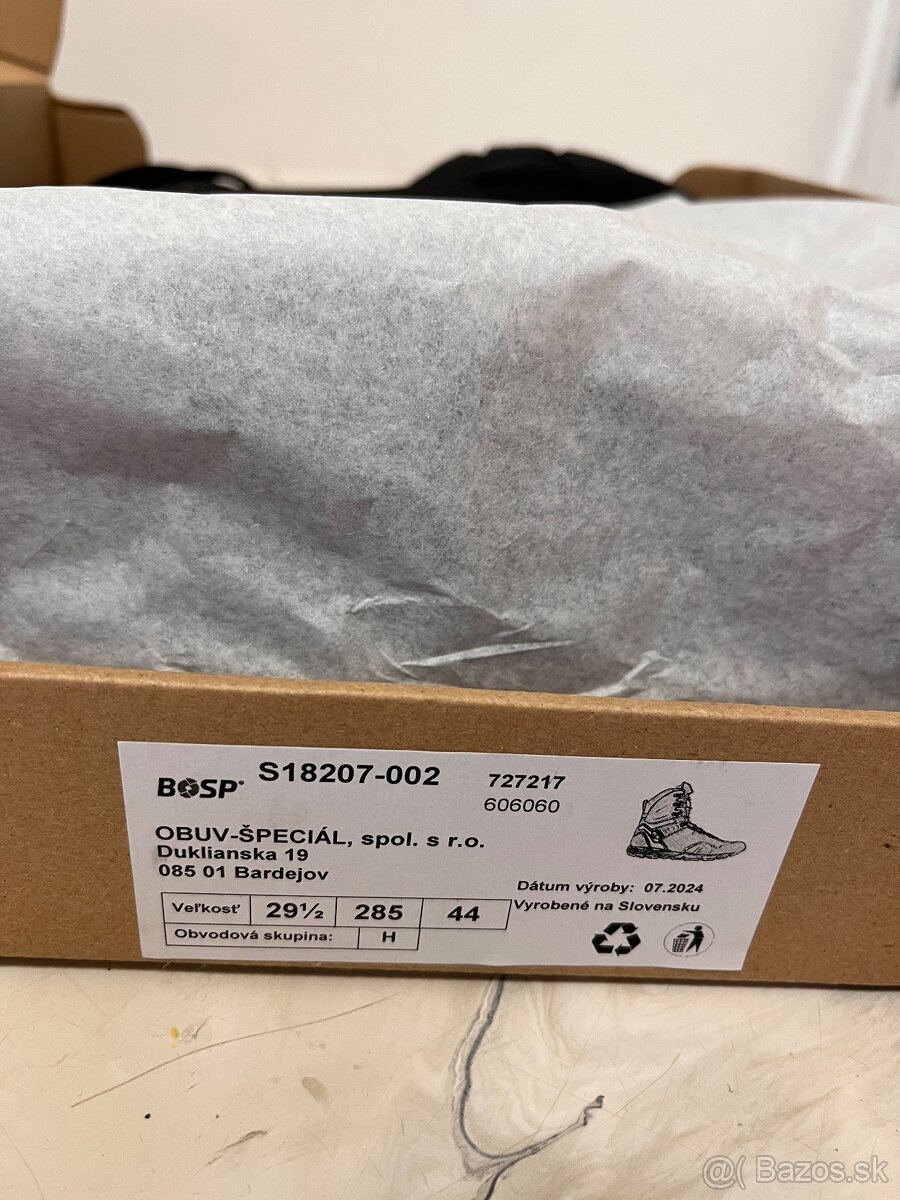 BOSP® S18207-002 727217
606060
OBUV-ŠPECIÁL, spol. s r.o.
Duklianska 19
085 01 Bardejov
Dátum výroby: 07.2024
Veľkosť 29½ 285 44 Vyrobené na Slovensku
Obvodová skupina: H
@( Bazos.sk